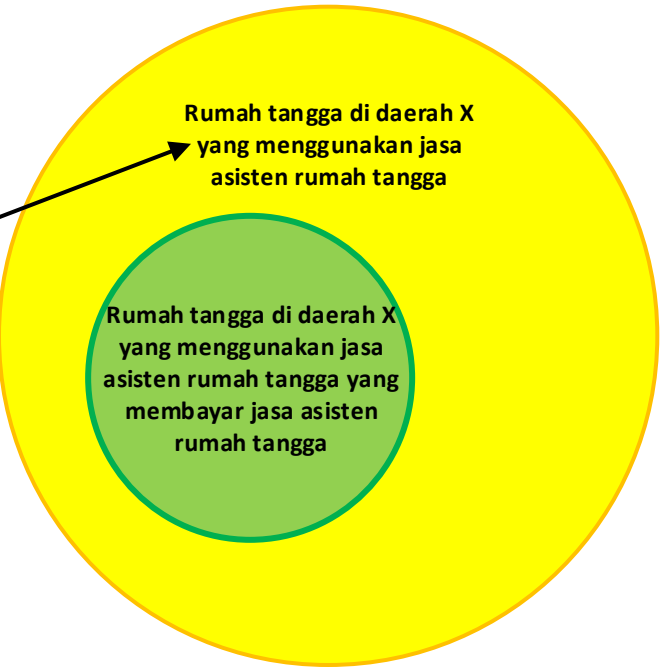 Rumah tangga di daerah X
yang menggunakan jasa
asisten rumah tangga
Rumah tangga di daerah X
yang menggunakan jasa
asisten rumah tangga yang
membayar jasa asisten
rumah tangga